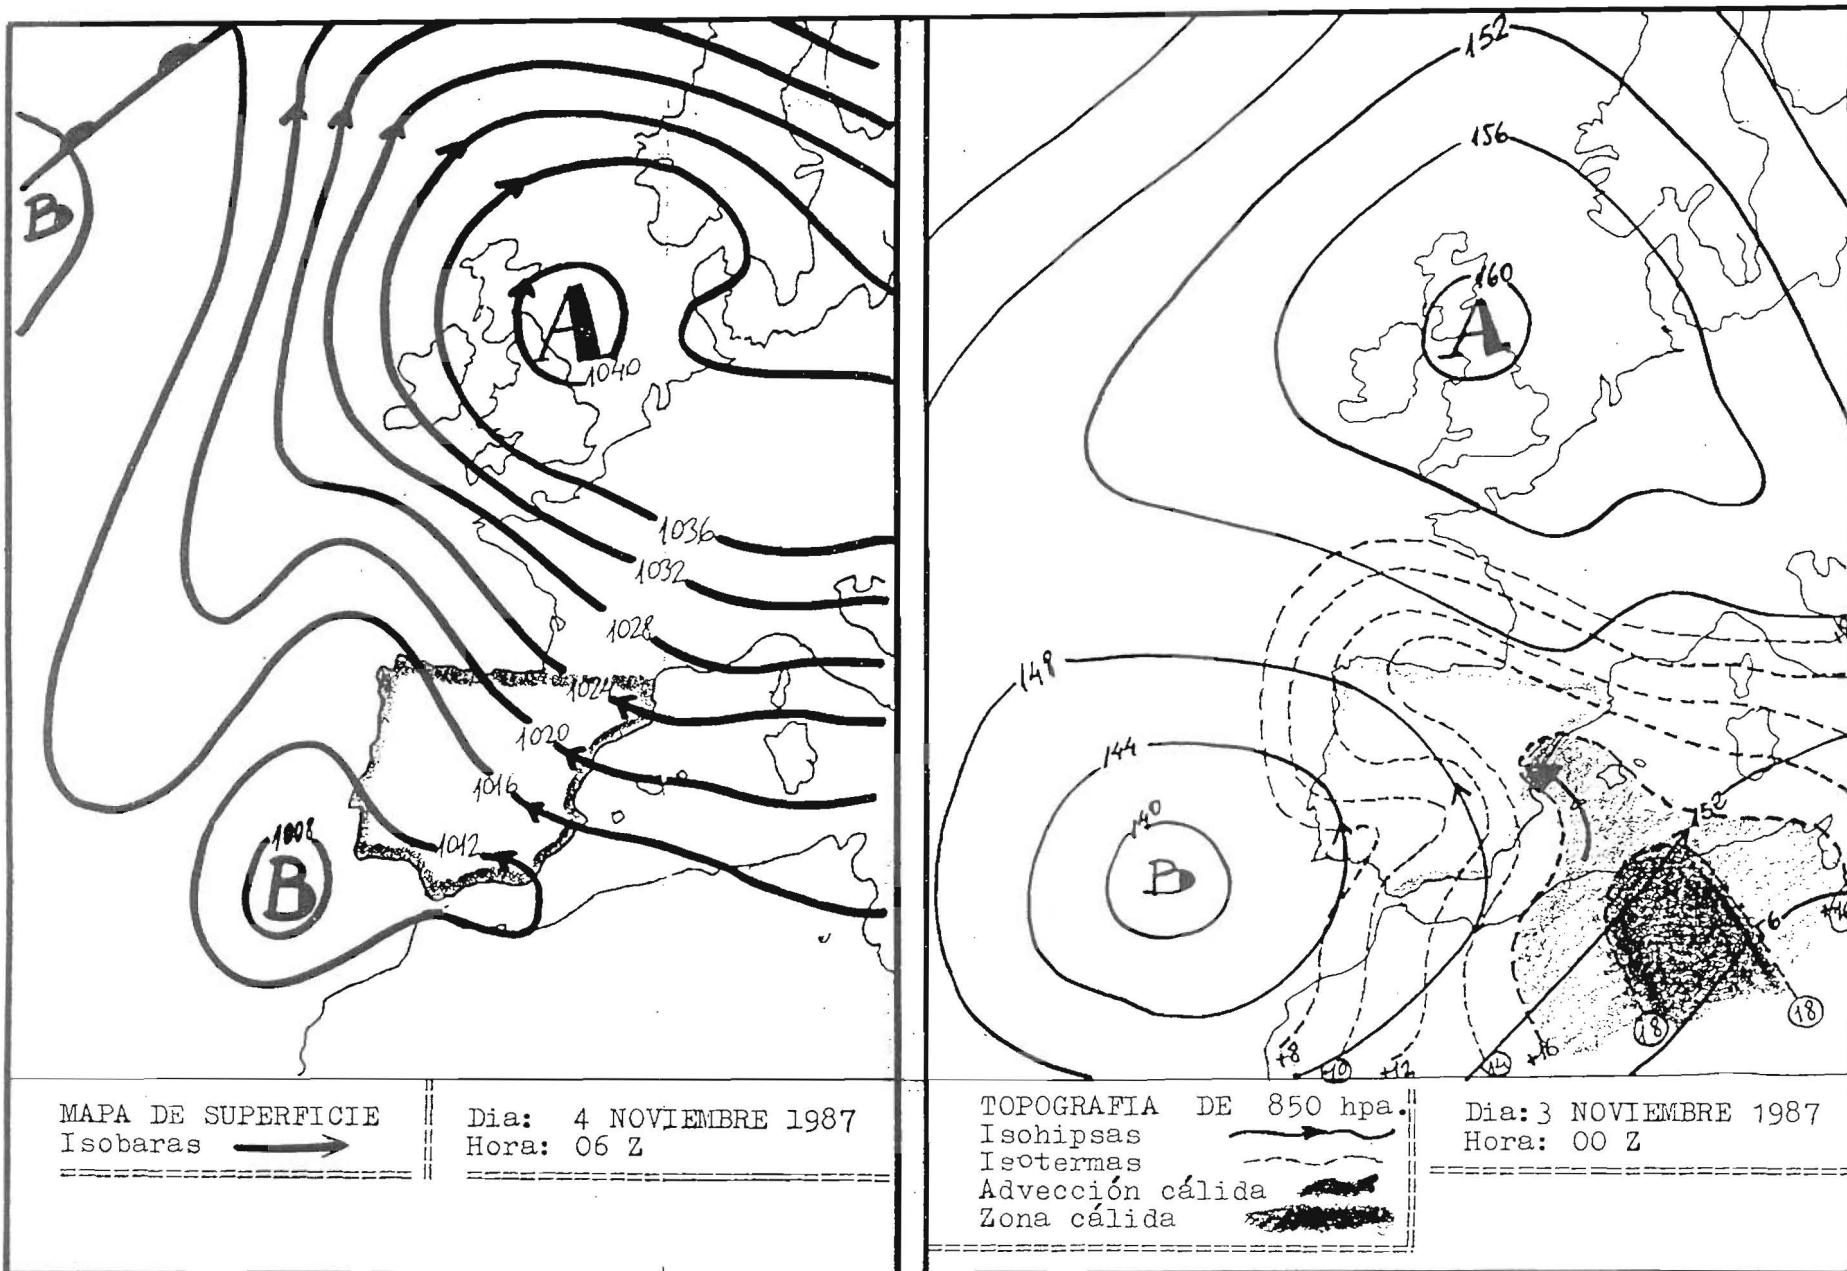 B
A
1040
1036
1032
1028
1024
1020
1016
1012
1008
B
MAPA DE SUPERFICIE
Isobaras
Dia: 4 NOVIEMBRE 1987
Hora: 06 Z
152
156
160
A
148
144
140
B
152
+16
18
18
+8
+10
+12
14
+16
TOPOGRAFIA DE 850 hpa.
Isohipsas
Isotermas
Advección cálida
Zona cálida
Dia: 3 NOVIEMBRE 1987
Hora: 00 Z